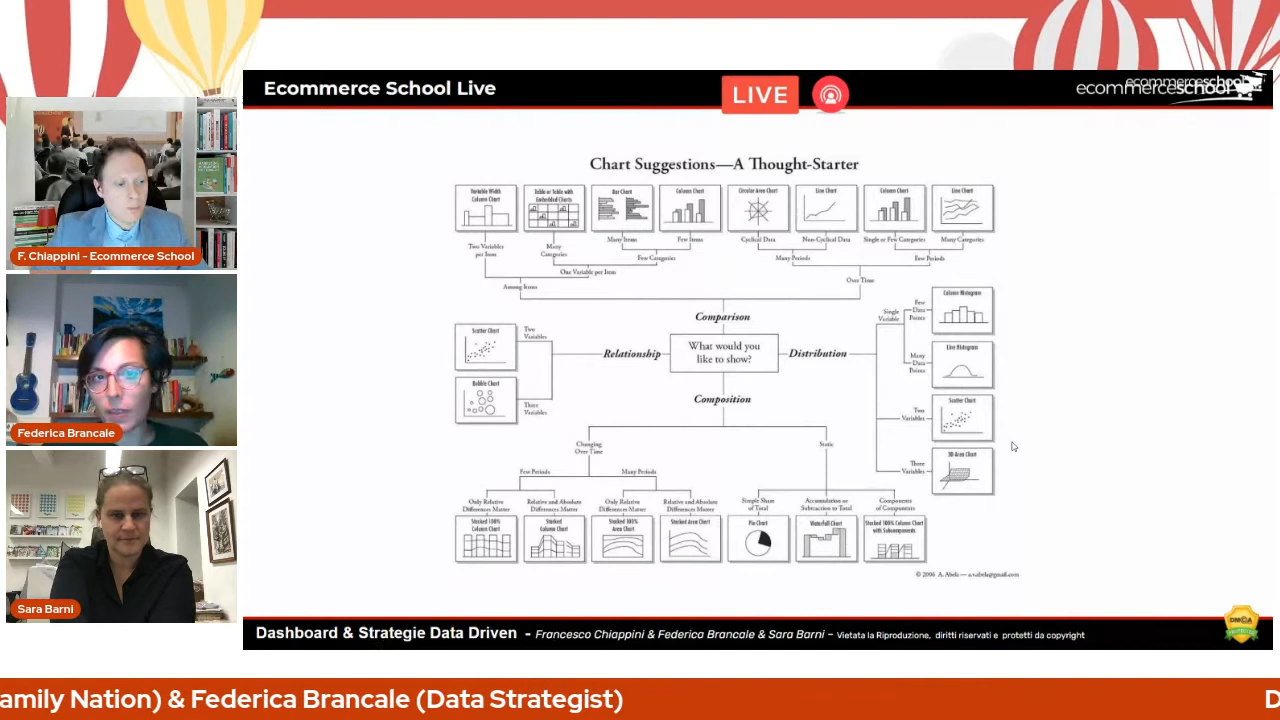 Ecommerce School Live
LIVE
ecommerceschool
ecommerceschool
F. Chiappini - Ecommerce School
Federica Brancale
Sara Barni
Chart Suggestions—A Thought-Starter
Variable Width
Column Chart
Table or Table with
Embedded Charts
Bar Chart
Column Chart
Circular Area Chart
Line Chart
Column Chart
Line Chart
Two Variables
per Item
Many
Categories
Many Items
Few Items
Cyclical Data
Non-Cyclical Data
Single or Few Categories
Many Categories
Few Categories
Many Periods
Few Periods
One Variable per Item
Among Items
Over Time
Comparison
What would you
like to show?
Relationship
Distribution
Composition
Scatter Chart
Two
Variables
Bubble Chart
Three
Variables
Single
Variable
Few
Data
Points
Column Histogram
Many
Data
Points
Line Histogram
Two
Variables
Scatter Chart
Three
Variables
3D Area Chart
Changing
Over Time
Static
Few Periods
Many Periods
Only Relative
Differences Matter
Relative and Absolute
Differences Matter
Only Relative
Differences Matter
Relative and Absolute
Differences Matter
Simple Share
of Total
Accumulation or
Subtraction to Total
Components
of Components
Stacked 100%
Column Chart
Stacked
Column Chart
Stacked 100%
Area Chart
Stacked Area Chart
Pie Chart
Waterfall Chart
Stacked 100% Column Chart
with Subcomponents
© 2006 A. Abela — a.v.abela@gmail.com
Dashboard & Strategie Data Driven - Francesco Chiappini & Federica Brancale & Sara Barni - Vietata la Riproduzione, diritti riservati e protetti da copyright
DMCA
amily Nation) & Federica Brancale (Data Strategist)
D